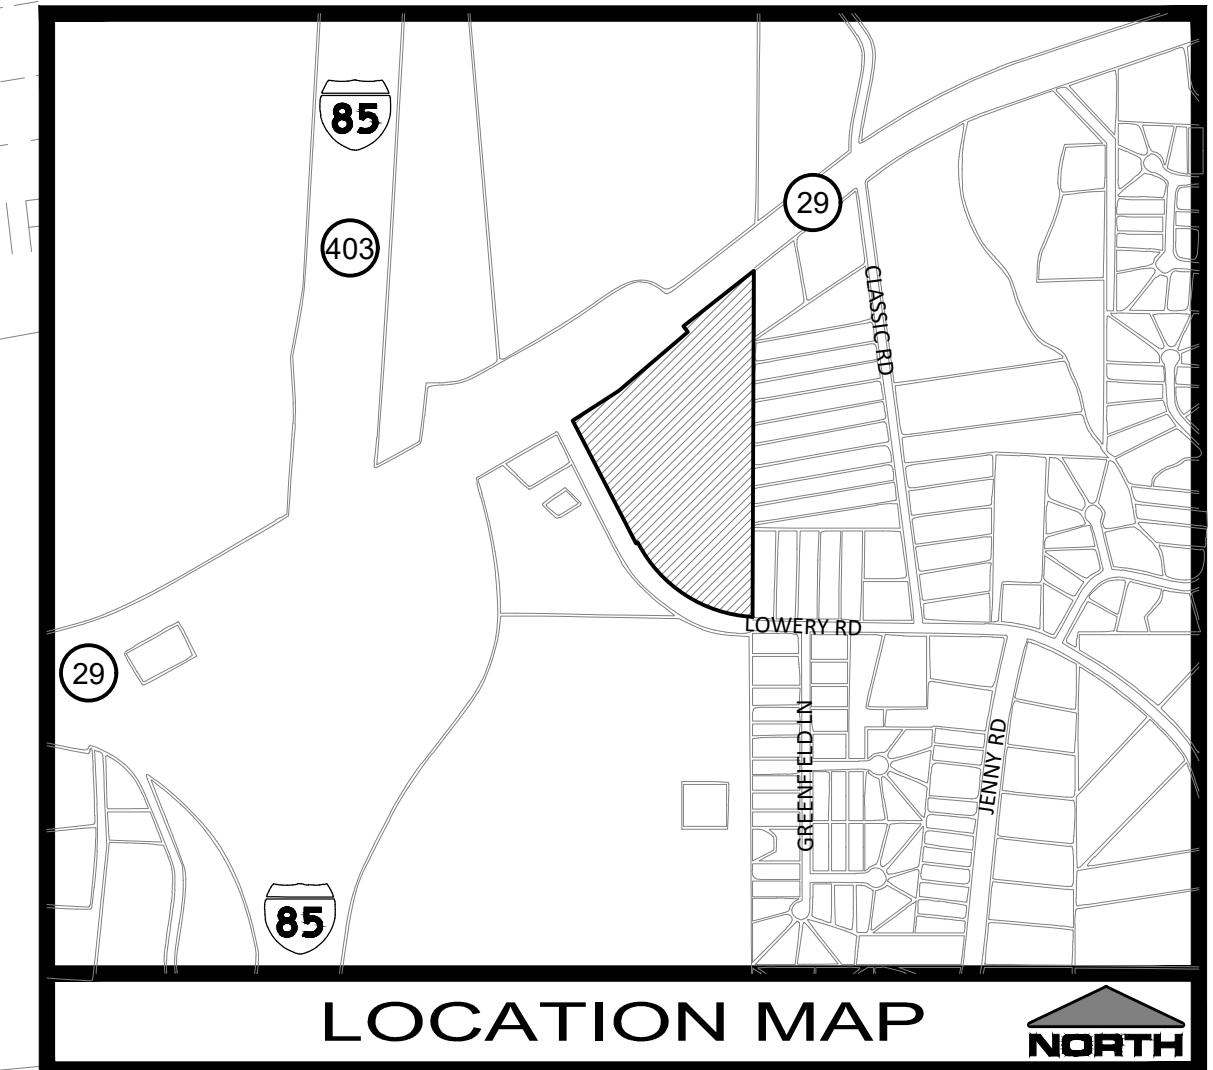 85
29
403
CLASSIC RD
LOWERY RD
29
GREENFIELD LN
JENNY RD
85
LOCATION MAP
NORTH